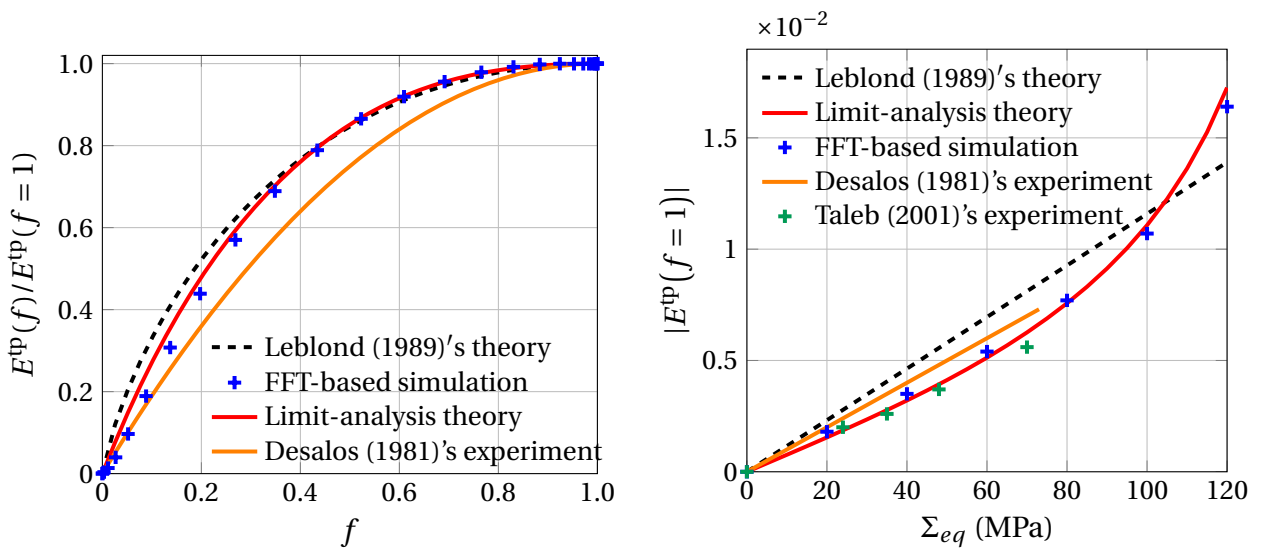 E^tp(f)/E^tp(f = 1)
1.0
0.8
0.6
0.4
0.2
0
Leblond (1989)′s theory
FFT-based simulation
Limit-analysis theory
Desalos (1981)'s experiment
0 0.2 0.4 0.6 0.8 1.0
f
×10^−2
|E^tp(f = 1)|
1.5
1
0.5
0
Leblond (1989)′s theory
Limit-analysis theory
FFT-based simulation
Desalos (1981)'s experiment
Taleb (2001)'s experiment
0 20 40 60 80 100 120
Σ_eq (MPa)